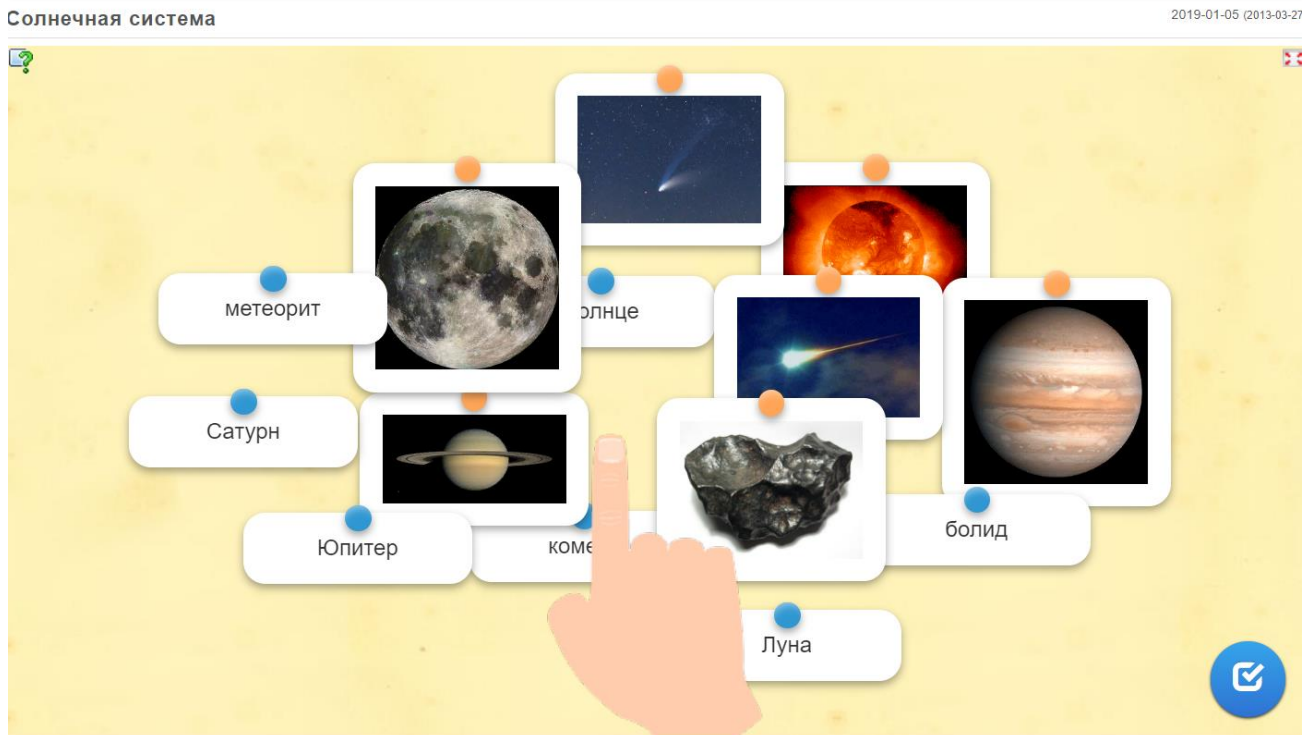 Солнечная система
2019-01-05 (2013-03-27
метеорит
олнце
Сатурн
Юпитер
коме
болид
Луна